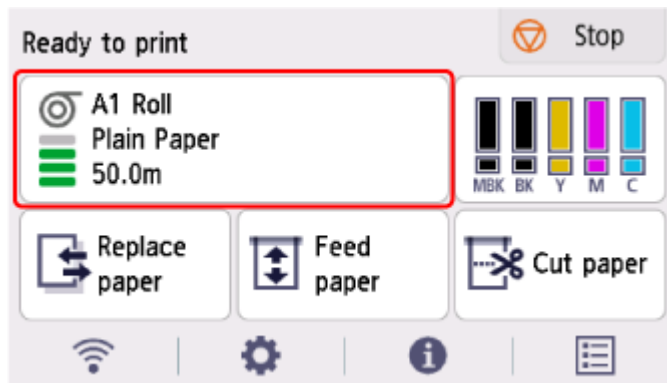 Ready to print
Stop
A1 Roll
Plain Paper
50.0m
MBK BK Y M C
Replace
paper
Feed
paper
Cut paper